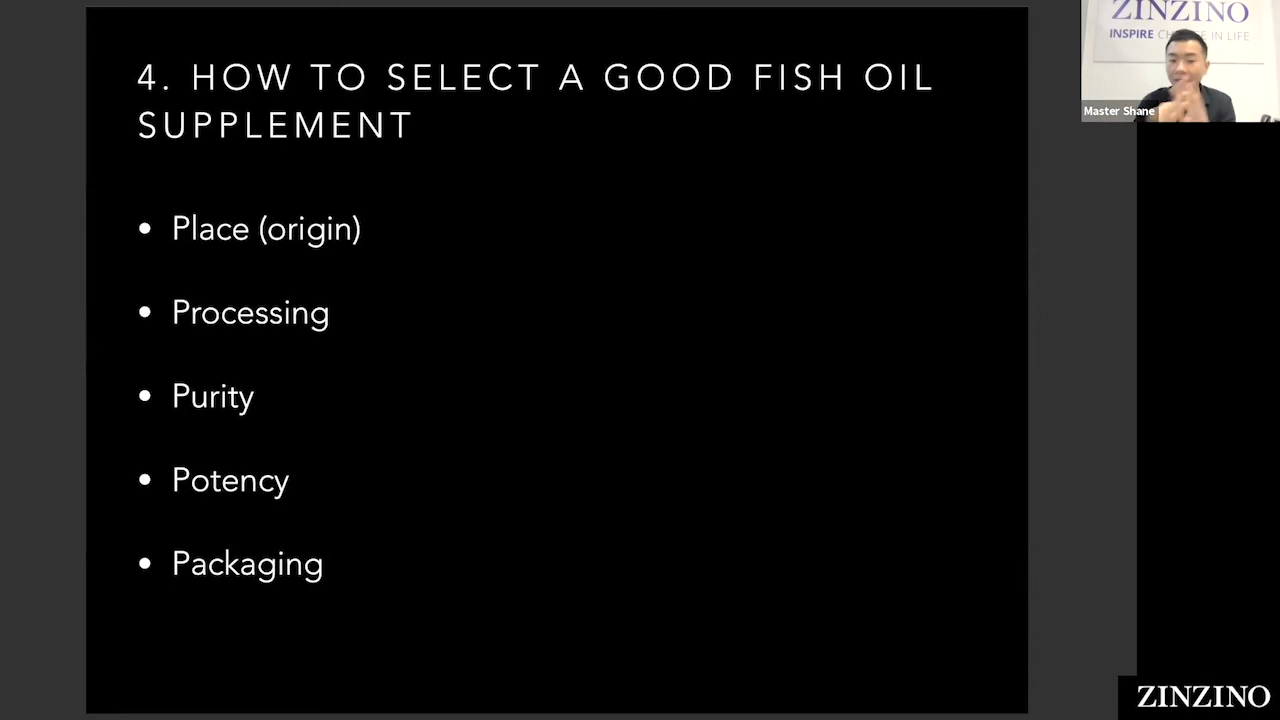 4. HOW TO SELECT A GOOD FISH OIL
SUPPLEMENT
• Place (origin)
• Processing
• Purity
• Potency
• Packaging
ZINZINO
INSPIRE IN LIFE
Master Shane
ZINZINO